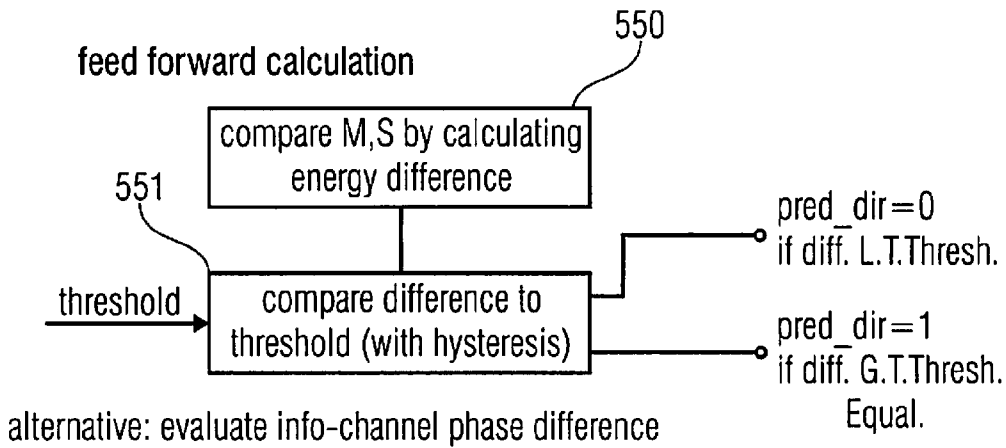 550
feed forward calculation
compare M,S by calculating
energy difference
551
pred_dir=0
if diff. L.T.Thresh.
threshold
compare difference to
threshold (with hysteresis)
pred_dir=1
if diff. G.T.Thresh.
Equal.
alternative: evaluate info-channel phase difference